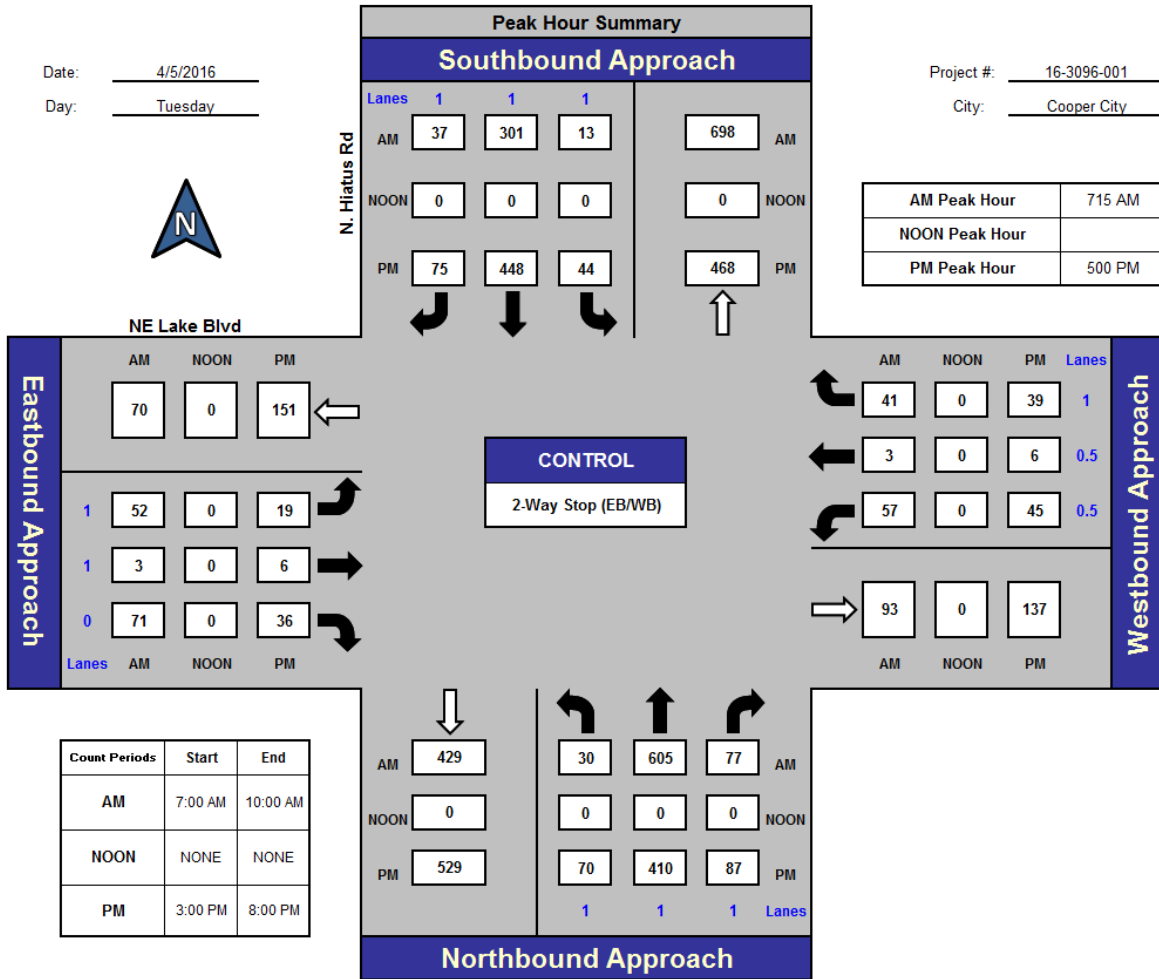 Peak Hour Summary
Southbound Approach
Date: 4/5/2016
Day: Tuesday
Project #: 16-3096-001
City: Cooper City
N. Hiatus Rd
Lanes 1 1 1
AM 37 301 13 698 AM
NOON 0 0 0 0 NOON
PM 75 448 44 468 PM
N
AM Peak Hour 715 AM
NOON Peak Hour
PM Peak Hour 500 PM
NE Lake Blvd
Eastbound Approach
AM NOON PM
70 0 151
1 52 0 19
1 3 0 6
0 71 0 36
Lanes AM NOON PM
CONTROL
2-Way Stop (EB/WB)
AM NOON PM Lanes
41 0 39 1
3 0 6 0.5
57 0 45 0.5
93 0 137
AM NOON PM
Westbound Approach
Count Periods Start End
AM 7:00 AM 10:00 AM
NOON NONE NONE
PM 3:00 PM 8:00 PM
AM 429 30 605 77 AM
NOON 0 0 0 0 NOON
PM 529 70 410 87 PM
1 1 1 Lanes
Northbound Approach